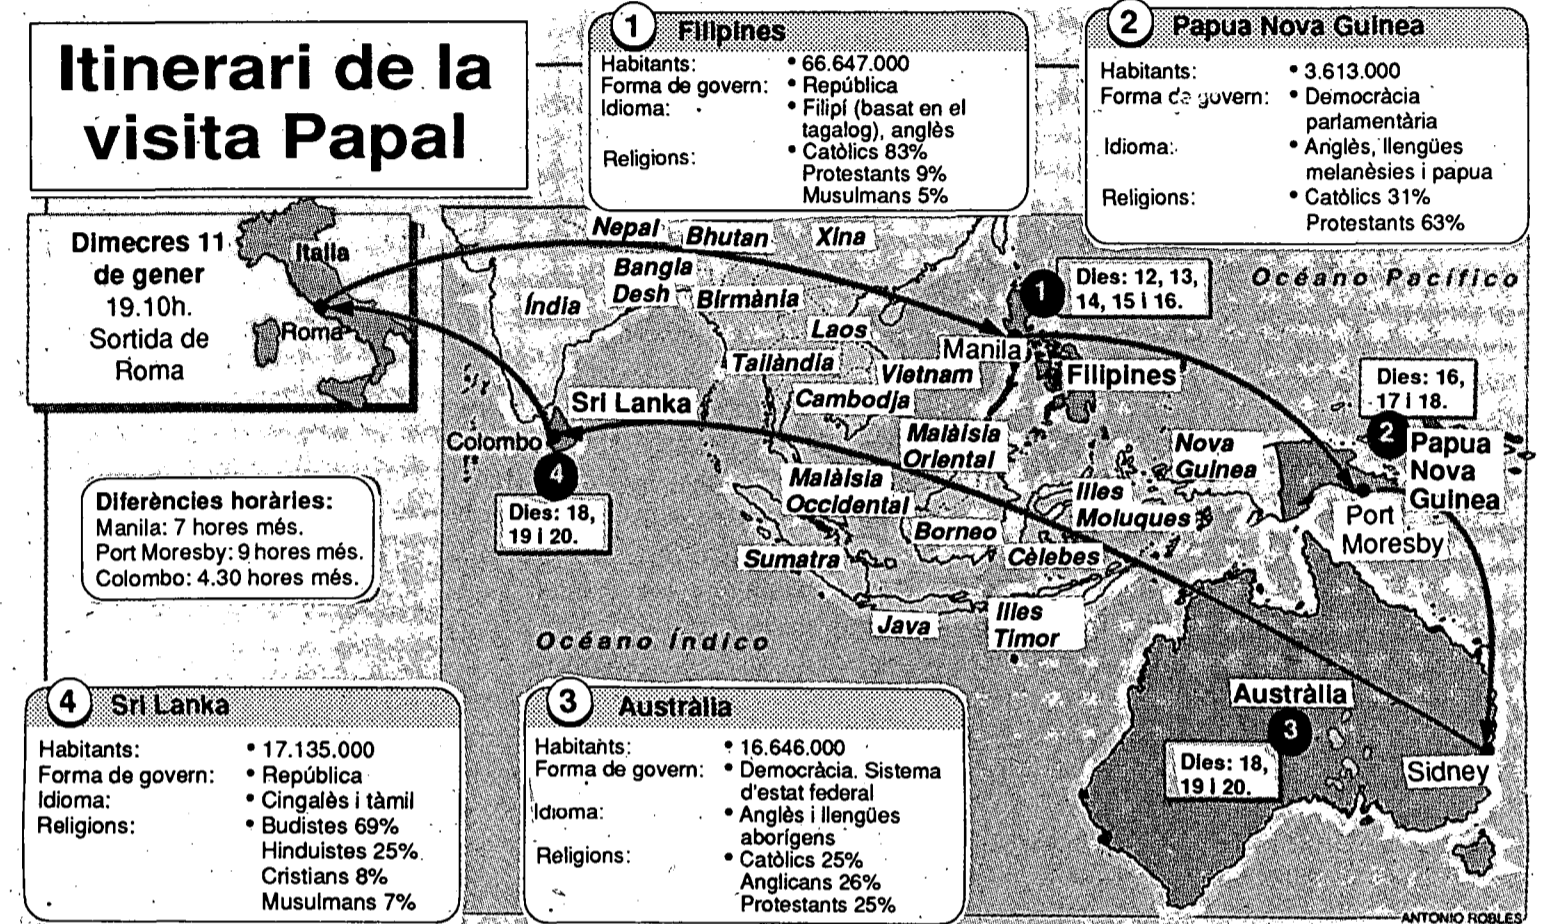 Itinerari de la
visita Papal
1
Filipines
Habitants: • 66.647.000
Forma de govern: • República
Idioma: • Filipí (basat en el
tagalog), anglès
Religions: • Catòlics 83%
Protestants 9%
Musulmans 5%
2
Papua Nova Guinea
Habitants: • 3.613.000
Forma de govern: • Democràcia
parlamentària
Idioma: • Anglès, llengües
melanèsies i papua
Religions: • Catòlics 31%
Protestants 63%
Dimecres 11
de gener
19.10h.
Sortida de
Roma
Italia
Roma
Nepal
Bhutan
Xina
Bangla
Desh
Índia
Birmània
Laos
Tailàndia
Vietnam
Cambodja
Manila
Filipines
1
Dies: 12, 13,
14, 15 i 16.
Océano Pacífico
Dies: 16,
17 i 18.
2
Papua
Nova
Guinea
Port
Moresby
Nova
Guinea
Sri Lanka
Colombo
4
Dies: 18,
19 i 20.
Malàisia
Oriental
Malàisia
Occidental
Illes
Moluques
Borneo
Cèlebes
Sumatra
Java
Illes
Timor
Océano Índico
Diferències horàries:
Manila: 7 hores més.
Port Moresby: 9 hores més.
Colombo: 4.30 hores més.
Austràlia
3
Dies: 18,
19 i 20.
Sidney
4
Sri Lanka
Habitants: • 17.135.000
Forma de govern: • República
Idioma: • Cingalès i tàmil
Religions: • Budistes 69%
Hinduistes 25%
Cristians 8%
Musulmans 7%
3
Austràlia
Habitants: • 16.646.000
Forma de govern: • Democràcia. Sistema
d'estat federal
Idioma: • Anglès i llengües
aborígens
Religions: • Catòlics 25%
Anglicans 26%
Protestants 25%
ANTONIO ROBLES